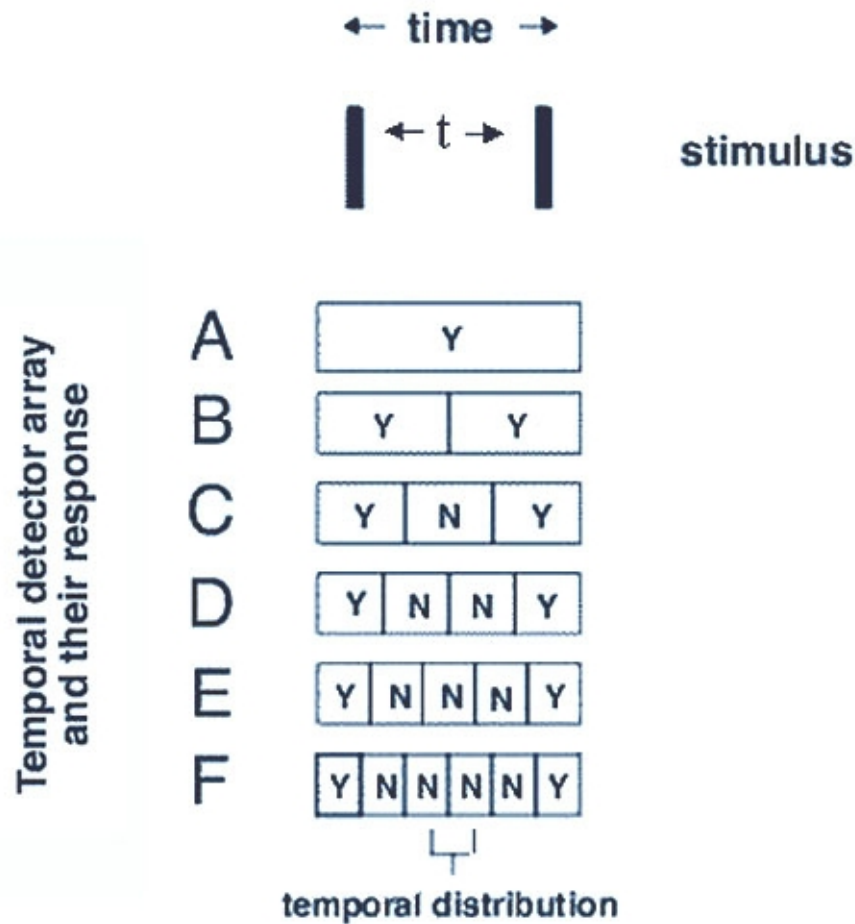 ← time →
← t →
stimulus
Temporal detector array
and their response
A
Y
B
Y Y
C
Y N Y
D
Y N N Y
E
Y N N N Y
F
Y N N N N Y
temporal distribution